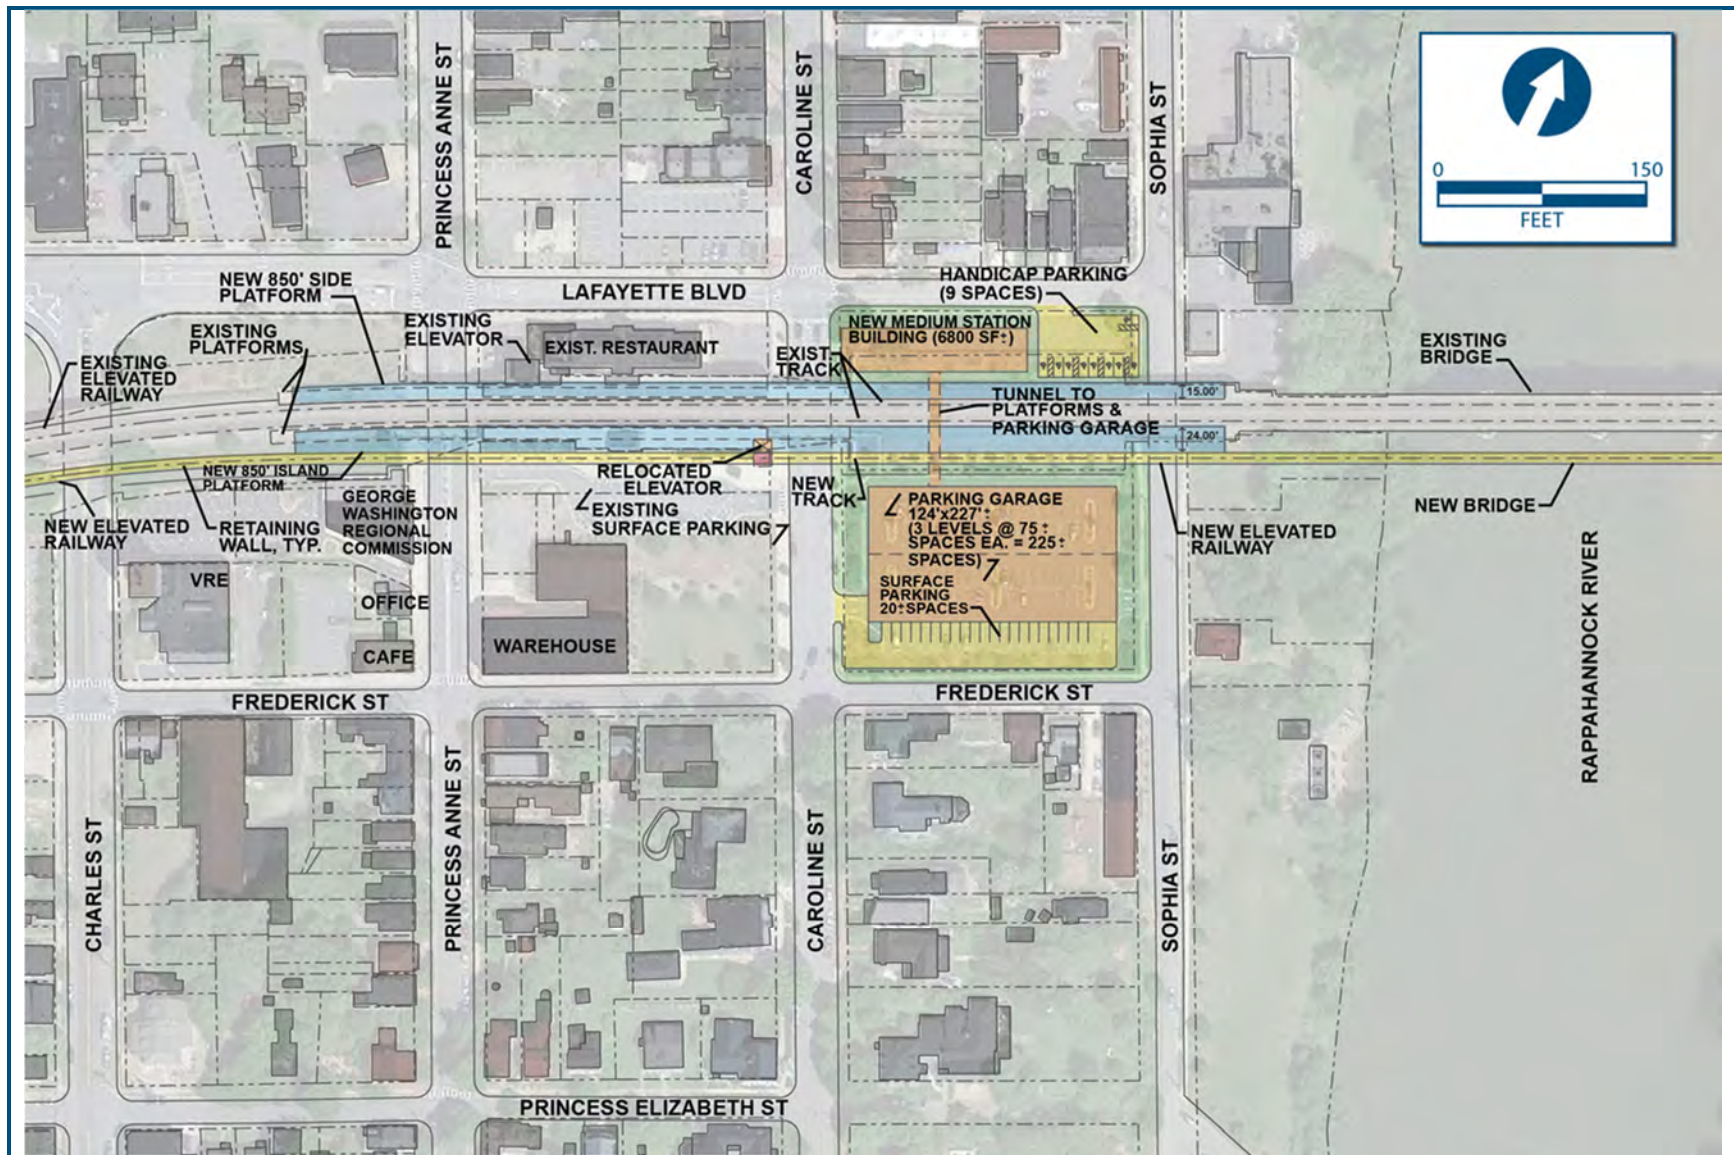 PRINCESS ANNE ST
CAROLINE ST
SOPHIA ST
0 150
FEET
NEW 850' SIDE
PLATFORM
LAFAYETTE BLVD
HANDICAP PARKING
(9 SPACES)
EXISTING
PLATFORMS
EXISTING
ELEVATOR
EXIST. RESTAURANT
NEW MEDIUM STATION
BUILDING (6800 SF±)
EXISTING
ELEVATED
RAILWAY
EXIST.
TRACK
EXISTING
BRIDGE
15.00'
TUNNEL TO
PLATFORMS &
PARKING GARAGE
24.00'
NEW 850' ISLAND
PLATFORM
RELOCATED
ELEVATOR
NEW
TRACK
NEW ELEVATED
RAILWAY
RETAINING
WALL, TYP.
GEORGE
WASHINGTON
REGIONAL
COMMISSION
EXISTING
SURFACE PARKING
PARKING GARAGE
124'x227'±
(3 LEVELS @ 75±
SPACES EA. = 225±
SPACES)
NEW ELEVATED
RAILWAY
NEW BRIDGE
SURFACE
PARKING
20± SPACES
VRE
OFFICE
CAFE
WAREHOUSE
RAPPAHANNOCK RIVER
FREDERICK ST
FREDERICK ST
CHARLES ST
PRINCESS ANNE ST
CAROLINE ST
SOPHIA ST
PRINCESS ELIZABETH ST